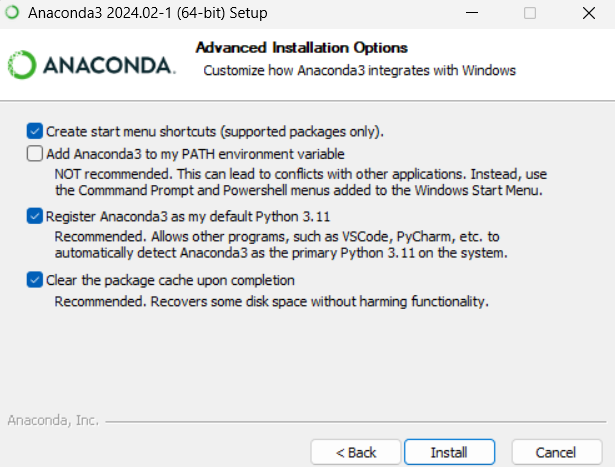 Anaconda3 2024.02-1 (64-bit) Setup
Advanced Installation Options
Customize how Anaconda3 integrates with Windows
ANACONDA.
Create start menu shortcuts (supported packages only).
Add Anaconda3 to my PATH environment variable
NOT recommended. This can lead to conflicts with other applications. Instead, use
the Commmand Prompt and Powershell menus added to the Windows Start Menu.
Register Anaconda3 as my default Python 3.11
Recommended. Allows other programs, such as VSCode, PyCharm, etc. to
automatically detect Anaconda3 as the primary Python 3.11 on the system.
Clear the package cache upon completion
Recommended. Recovers some disk space without harming functionality.
Anaconda, Inc.
< Back
Install
Cancel